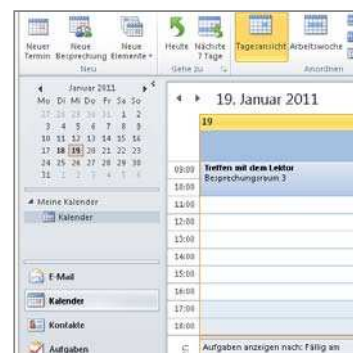 Neuer Termin
Neue Besprechung
Neue Elemente
Heute
Nächste 7 Tage
Tagesansicht
Arbeitswoche
Neu
Gehe zu
Anordnen
Januar 2011
Mo Di Mi Do Fr Sa So
27 28 29 30 31 1 2
3 4 5 6 7 8 9
10 11 12 13 14 15 16
17 18 19 20 21 22 23
24 25 26 27 28 29 30
31 1 2 3 4 5 6
Meine Kalender
Kalender
E-Mail
Kalender
Kontakte
Aufgaben
19. Januar 2011
19
09:00 Treffen mit dem Lektor
Besprechungsraum 3
10:00
11:00
12:00
13:00
14:00
15:00
16:00
17:00
18:00
Aufgaben anzeigen nach: Fällig am